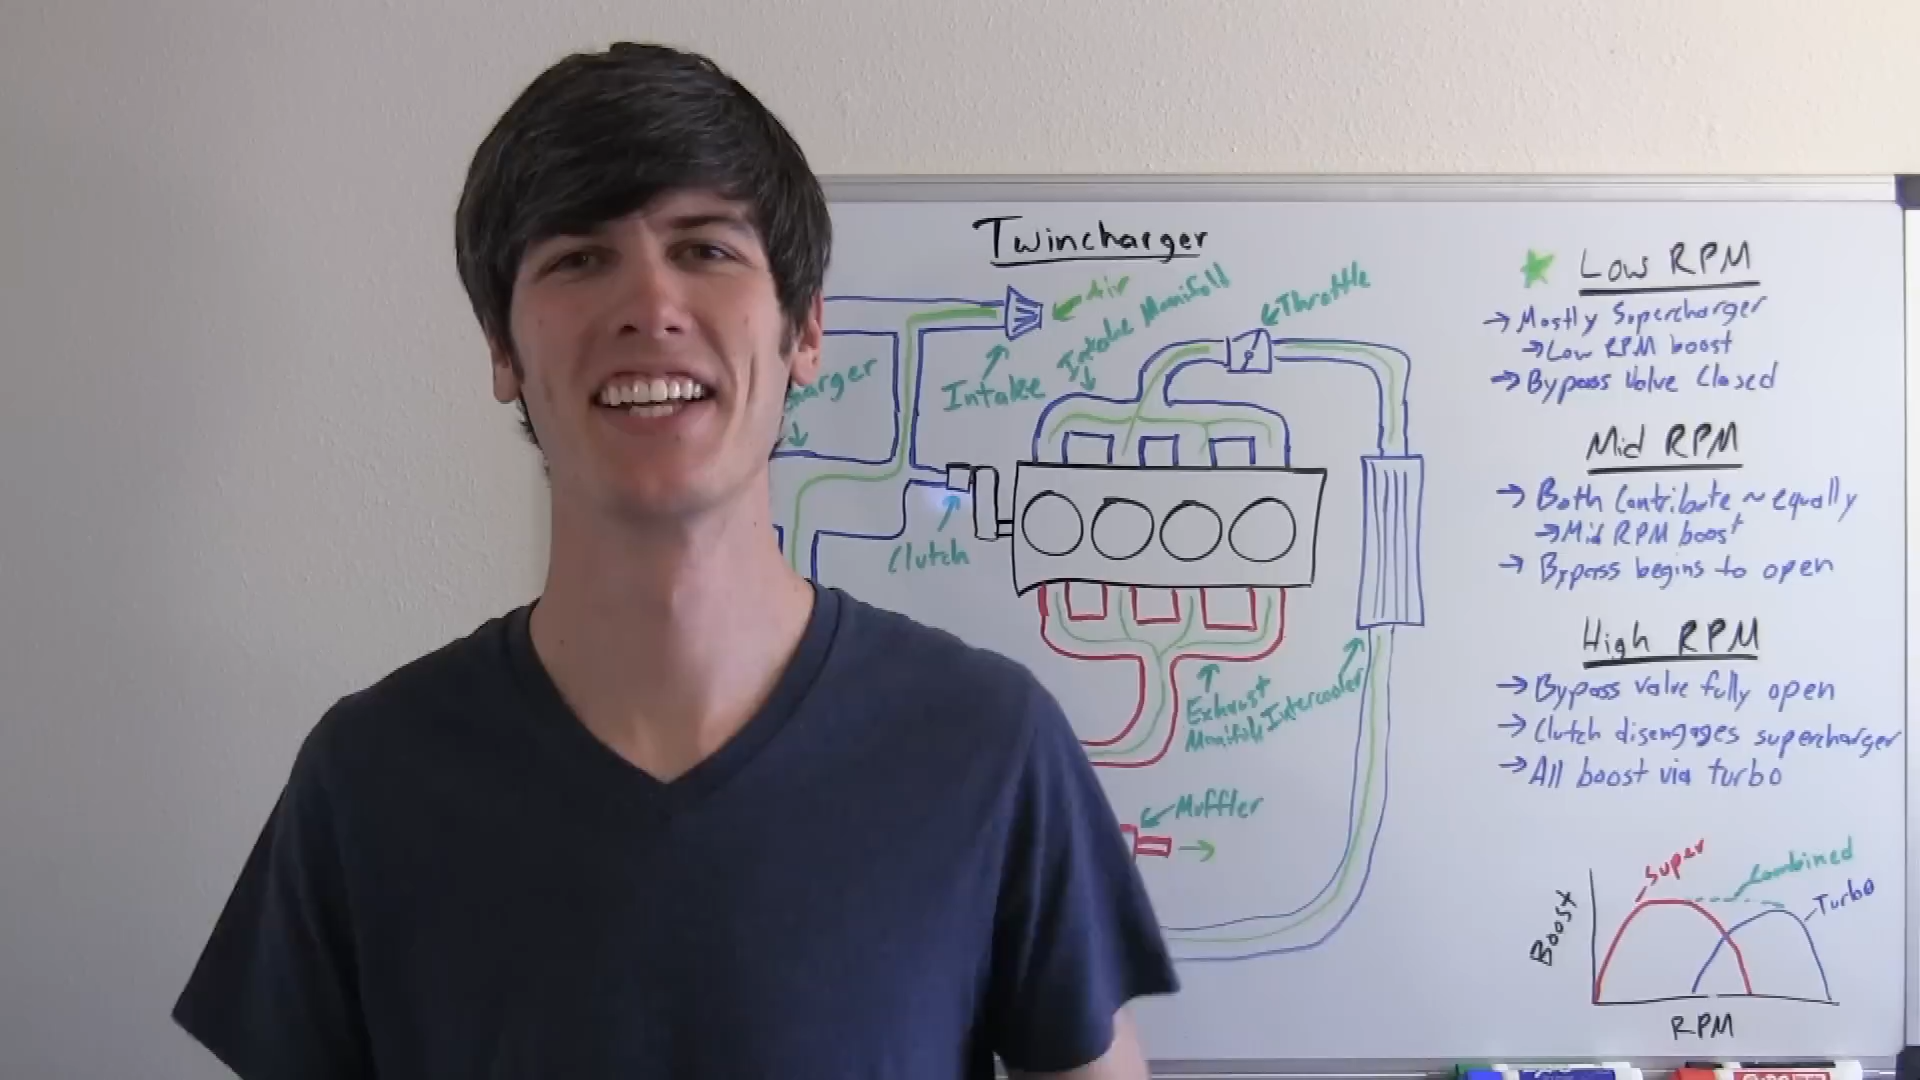 Twincharger
Air
Intake Manifold
Throttle
Intake
Clutch
Exhaust
Manifold
Intercooler
Muffler
Low RPM
→ Mostly Supercharger
→ Low RPM boost
→ Bypass Valve Closed
Mid RPM
→ Both Contribute ~ equally
→ Mid RPM boost
→ Bypass begins to open
High RPM
→ Bypass valve fully open
→ Clutch disengages supercharger
→ All boost via turbo
Super
Combined
Turbo
Boost
RPM